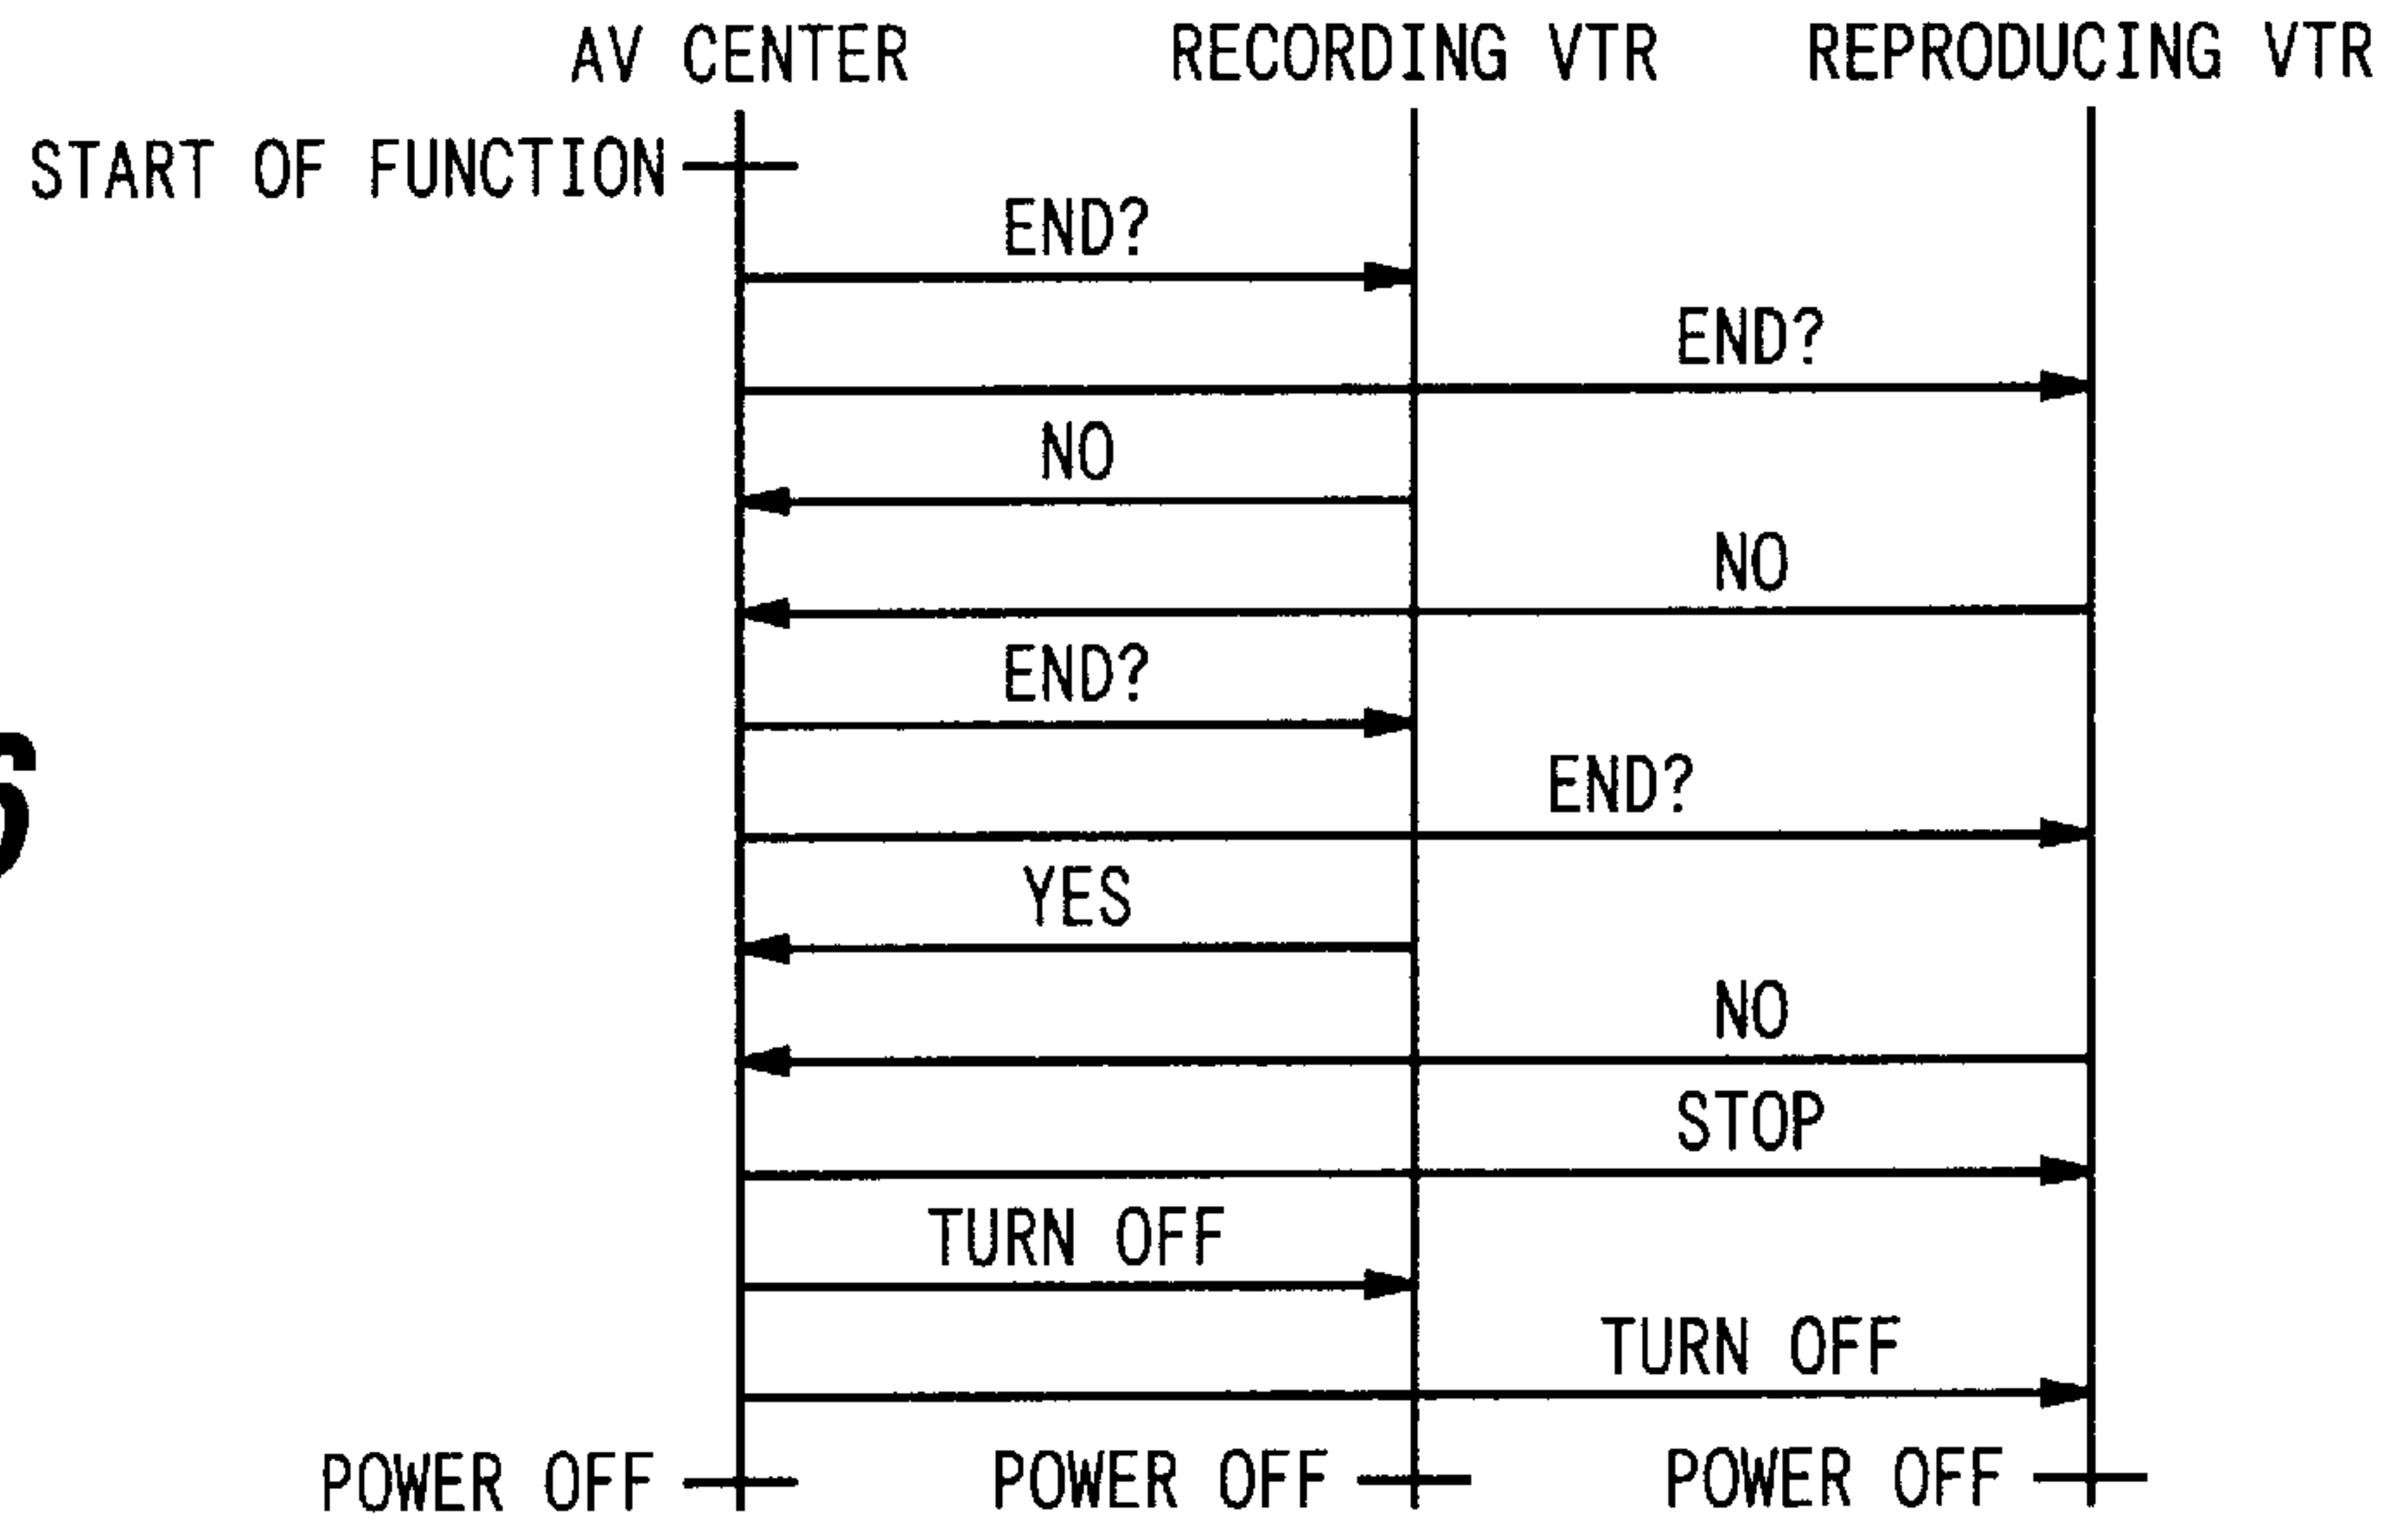 AV CENTER
RECORDING VTR
REPRODUCING VTR
START OF FUNCTION
END?
END?
NO
NO
END?
END?
YES
NO
STOP
TURN OFF
TURN OFF
POWER OFF
POWER OFF
POWER OFF